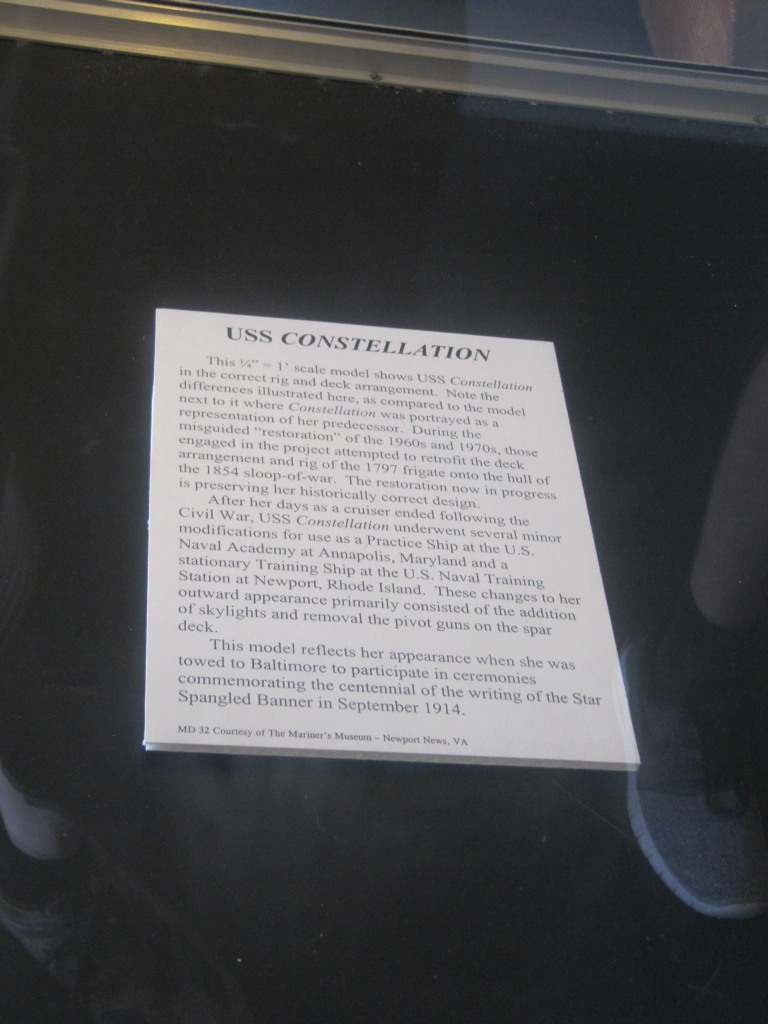 USS CONSTELLATION
This ¼" = 1' scale model shows USS Constellation
in the correct rig and deck arrangement. Note the
differences illustrated here, as compared to the model
next to it where Constellation was portrayed as a
representation of her predecessor. During the
misguided "restoration" of the 1960s and 1970s, those
engaged in the project attempted to retrofit the deck
arrangement and rig of the 1797 frigate onto the hull of
the 1854 sloop-of-war. The restoration now in progress
is preserving her historically correct design.
After her days as a cruiser ended following the
Civil War, USS Constellation underwent several minor
modifications for use as a Practice Ship at the U.S.
Naval Academy at Annapolis, Maryland and a
stationary Training Ship at the U.S. Naval Training
Station at Newport, Rhode Island. These changes to her
outward appearance primarily consisted of the addition
of skylights and removal the pivot guns on the spar
deck.
This model reflects her appearance when she was
towed to Baltimore to participate in ceremonies
commemorating the centennial of the writing of the Star
Spangled Banner in September 1914.
MD 32 Courtesy of The Mariner's Museum – Newport News, VA